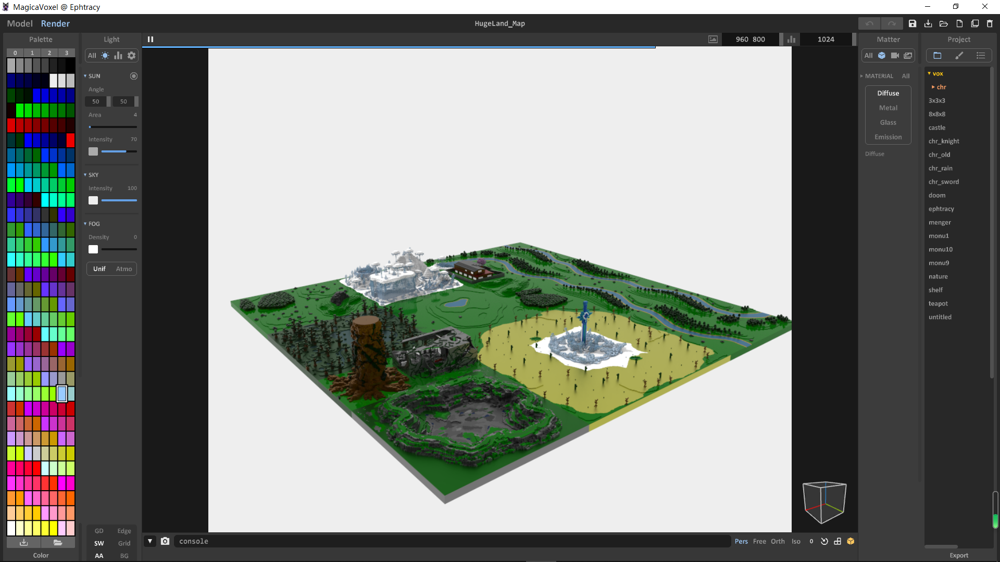 MagicaVoxel @ Ephtracy
Model Render
HugeLand_Map
Palette
0 1 2 3
Color
Light
All
SUN
Angle
50 50
Area 4
Intensity 70
SKY
Intensity 100
FOG
Density 0
Unif Atmo
GD Edge
SW Grid
AA BG
960 800
1024
console
Pers Free Orth Iso 0
Matter
All
MATERIAL All
Diffuse
Metal
Glass
Emission
Diffuse
Project
vox
chr
3x3x3
8x8x8
castle
chr_knight
chr_old
chr_rain
chr_sword
doom
ephtracy
menger
monu1
monu10
monu9
nature
shelf
teapot
untitled
Export